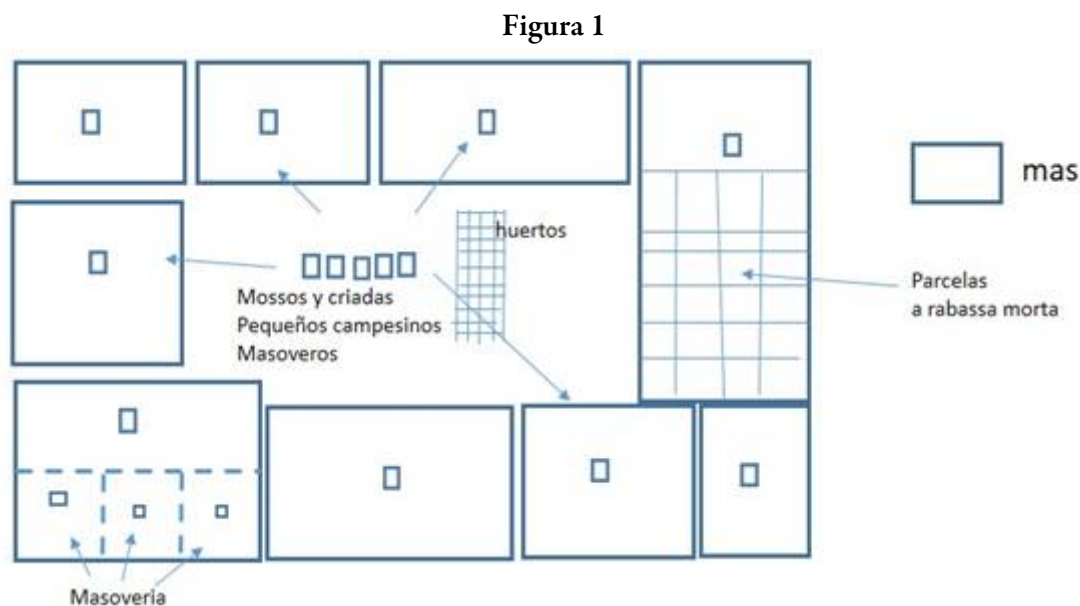 Figura 1
mas
huertos
Mossos y criadas
Pequeños campesinos
Masoveros
Parcelas
a rabassa morta
Masoveria